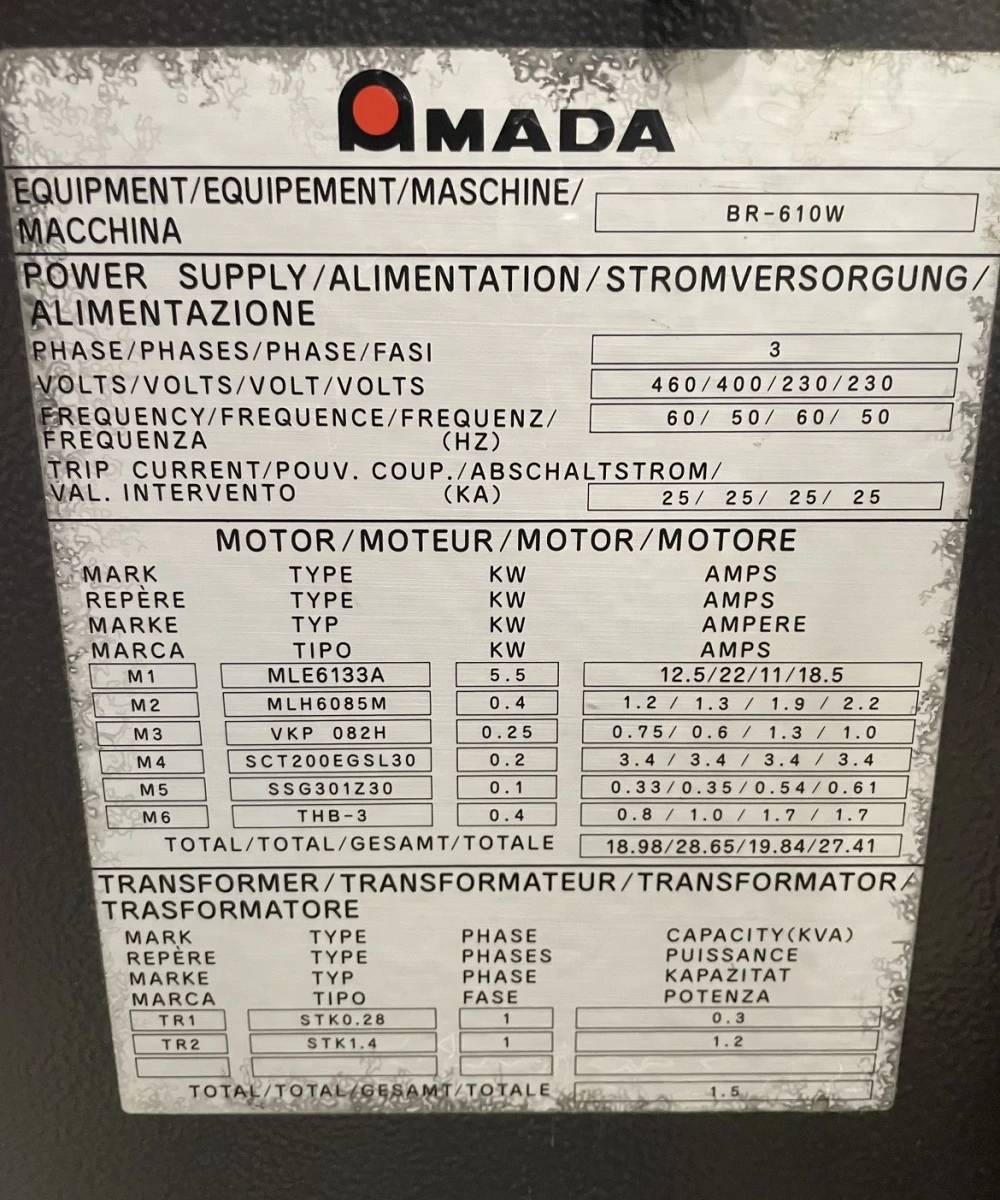 AMADA
EQUIPMENT/EQUIPEMENT/MASCHINE/
MACCHINA
BR-610W
POWER SUPPLY/ALIMENTATION/STROMVERSORGUNG/
ALIMENTAZIONE
PHASE/PHASES/PHASE/FASI 3
VOLTS/VOLTS/VOLT/VOLTS 460/400/230/230
FREQUENCY/FREQUENCE/FREQUENZ/ 60/ 50/ 60/ 50
FREQUENZA (HZ)
TRIP CURRENT/POUV. COUP./ABSCHALTSTROM/
VAL. INTERVENTO (KA) 25/ 25/ 25/ 25
MOTOR/MOTEUR/MOTOR/MOTORE
MARK TYPE KW AMPS
REPÈRE TYPE KW AMPS
MARKE TYP KW AMPERE
MARCA TIPO KW AMPS
M1 MLE6133A 5.5 12.5/22/11/18.5
M2 MLH6085M 0.4 1.2 / 1.3 / 1.9 / 2.2
M3 VKP 082H 0.25 0.75/ 0.6 / 1.3 / 1.0
M4 SCT200EGSL30 0.2 3.4 / 3.4 / 3.4 / 3.4
M5 SSG301Z30 0.1 0.33/0.35/0.54/0.61
M6 THB-3 0.4 0.8 / 1.0 / 1.7 / 1.7
TOTAL/TOTAL/GESAMT/TOTALE 18.98/28.65/19.84/27.41
TRANSFORMER/TRANSFORMATEUR/TRANSFORMATOR/
TRASFORMATORE
MARK TYPE PHASE CAPACITY(KVA)
REPÈRE TYPE PHASES PUISSANCE
MARKE TYP PHASE KAPAŻITAT
MARCA TIPO FASE POTENZA
TR1 STK0.28 1 0.3
TR2 STK1.4 1 1.2
TOTAL/TOTAL/GESAMT/TOTALE 1.5